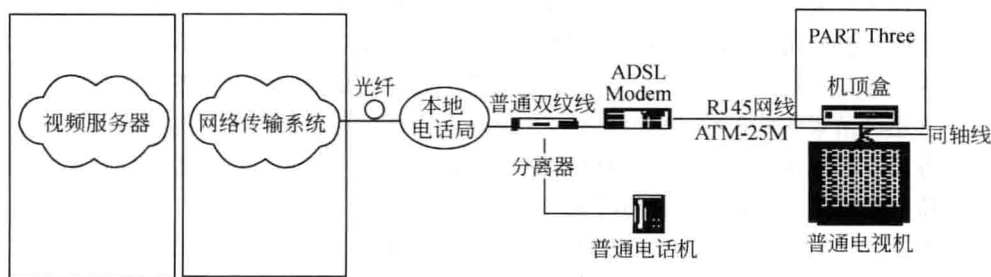 视频服务器
网络传输系统
光纤
本地
电话局
普通双纹线
分离器
普通电话机
ADSL
Modem
RJ45网线
ATM-25M
PART Three
机顶盒
同轴线
普通电视机